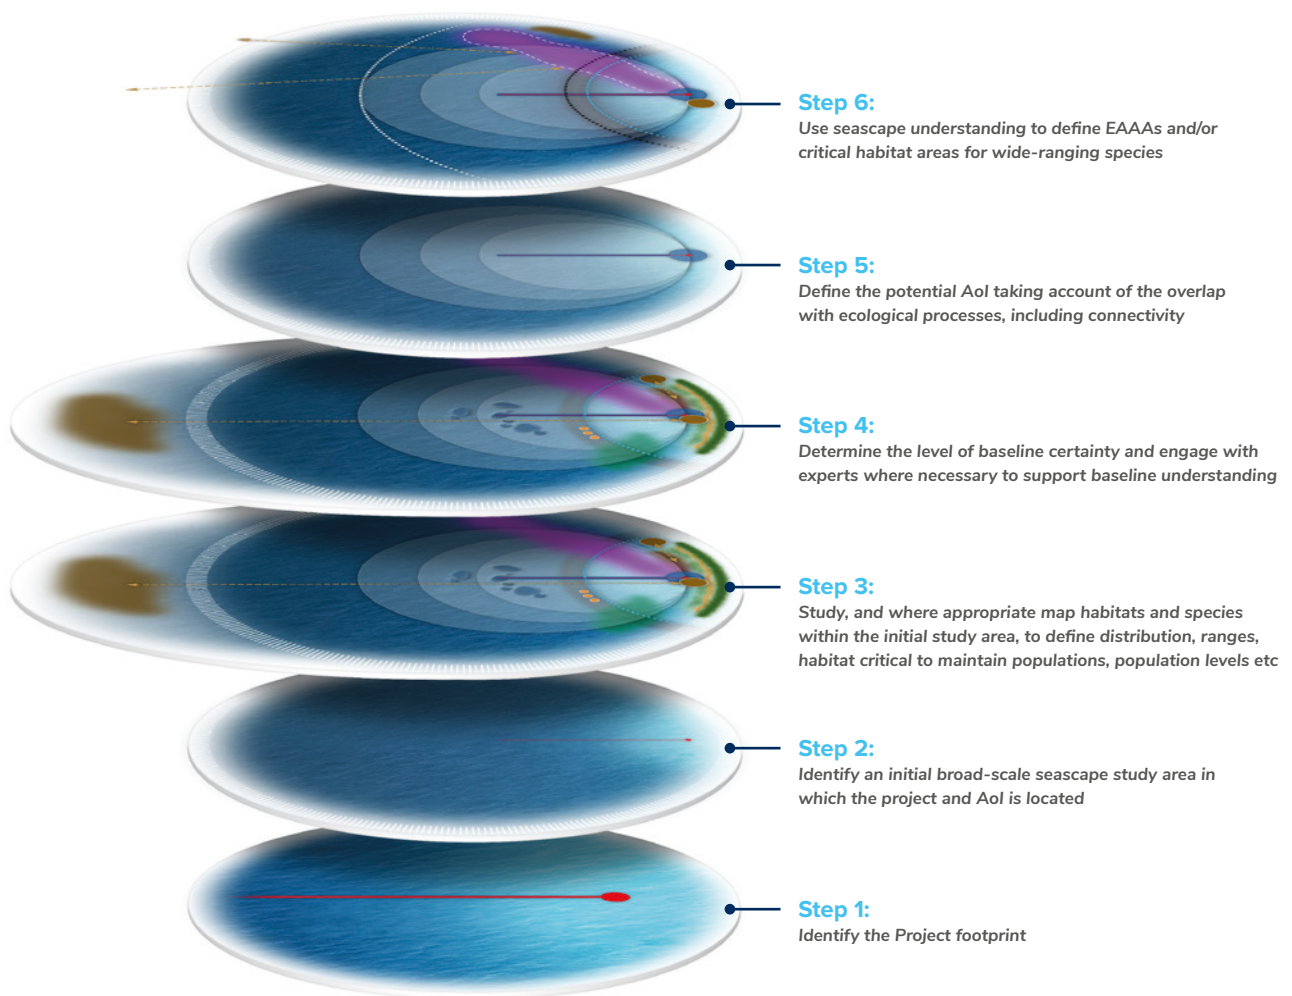 Step 6:
Use seascape understanding to define EAAAs and/or
critical habitat areas for wide-ranging species
Step 5:
Define the potential AoI taking account of the overlap
with ecological processes, including connectivity
Step 4:
Determine the level of baseline certainty and engage with
experts where necessary to support baseline understanding
Step 3:
Study, and where appropriate map habitats and species
within the initial study area, to define distribution, ranges,
habitat critical to maintain populations, population levels etc
Step 2:
Identify an initial broad-scale seascape study area in
which the project and AoI is located
Step 1:
Identify the Project footprint